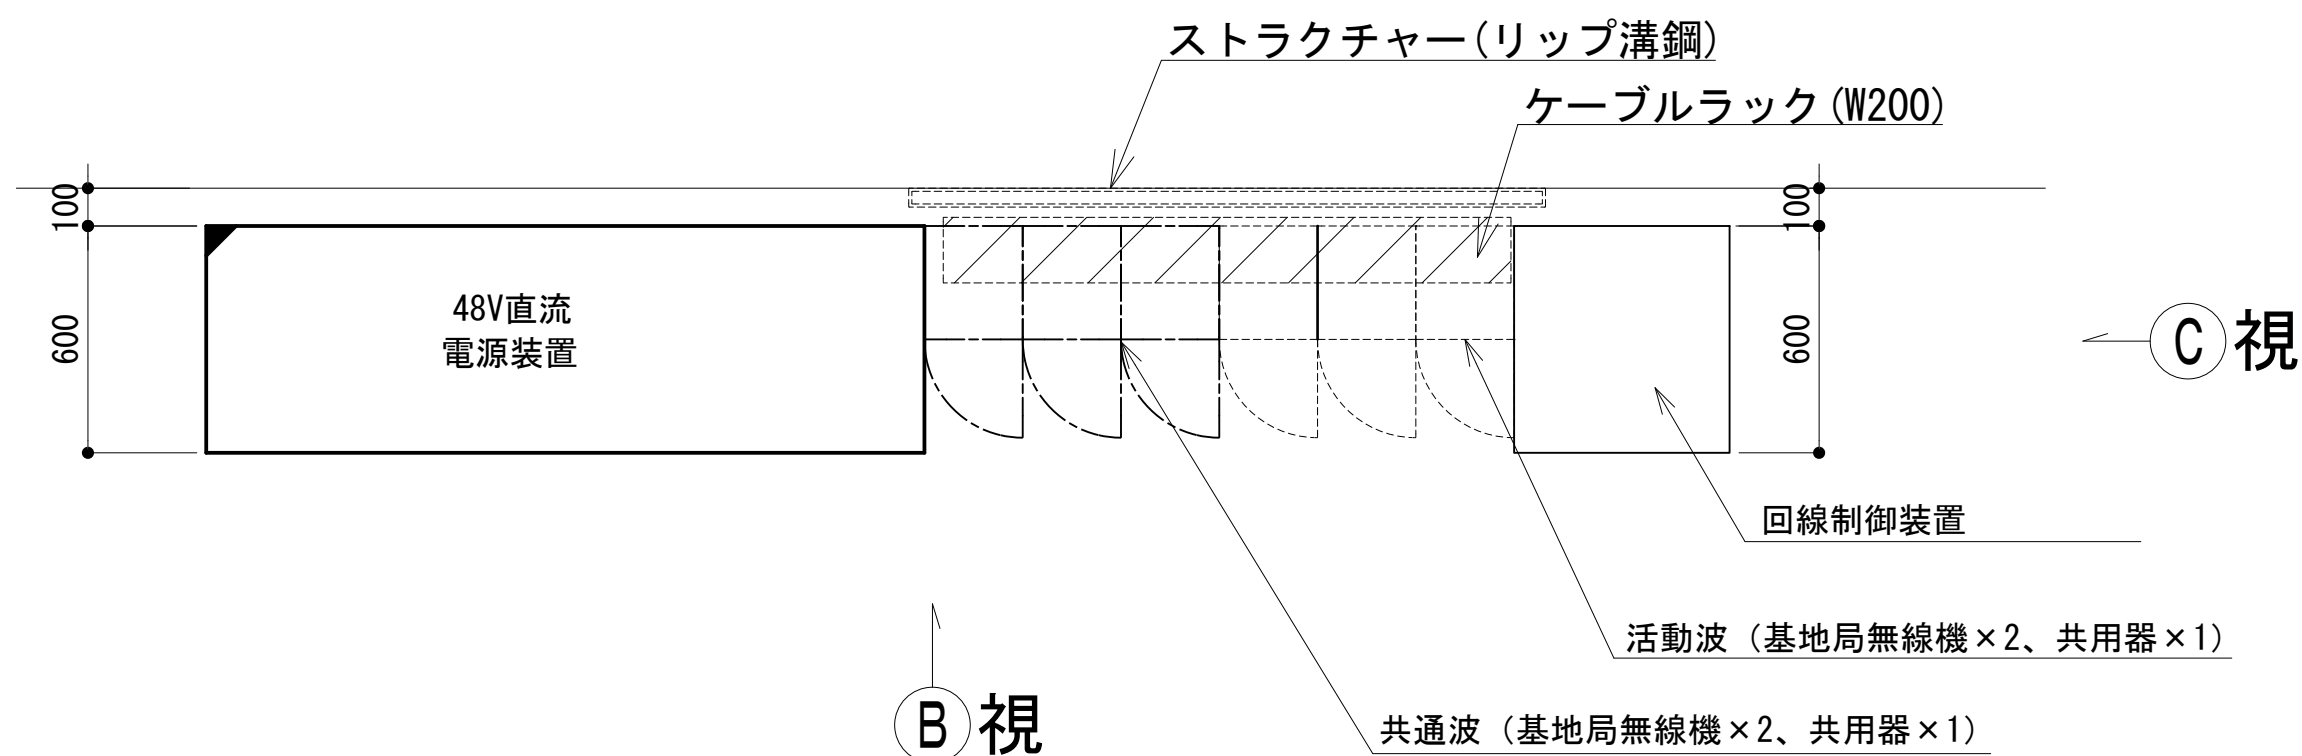 ストラクチャー(リップ溝鋼)
ケーブルラック(W200)
100
100
48V直流
電源装置
600
600
C視
回線制御装置
活動波（基地局無線機×2、共用器×1）
B視
共通波（基地局無線機×2、共用器×1）